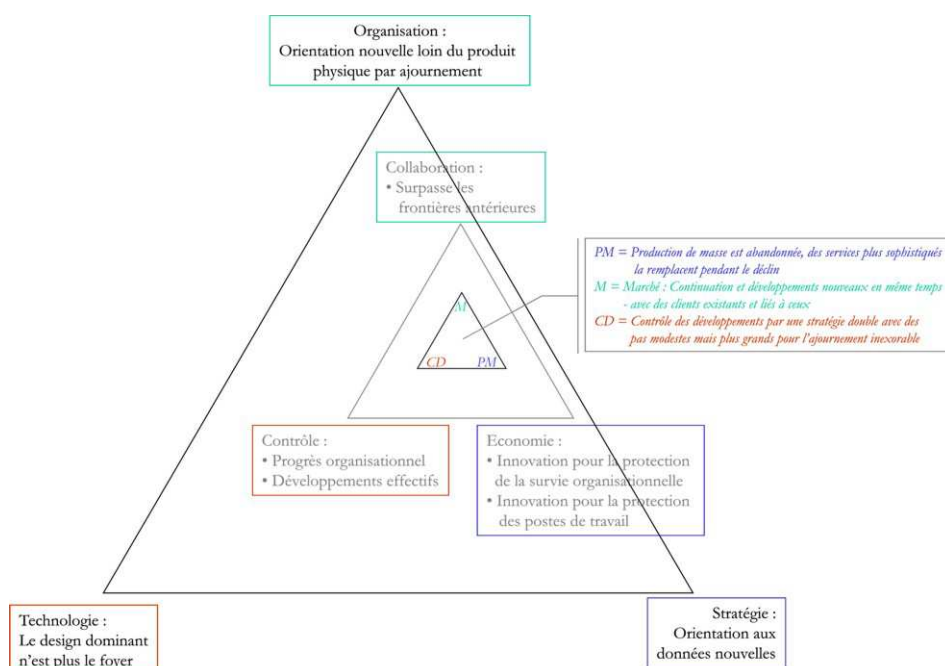 Organisation :
Orientation nouvelle loin du produit
physique par ajournement
Collaboration :
• Surpasse les
frontières antérieures
PM = Production de masse est abandonnée, des services plus sophistiqués
la remplacent pendant le déclin
M = Marché : Continuation et développements nouveaux en même temps
- avec des clients existants et liés à ceux
CD = Contrôle des développements par une stratégie double avec des
pas modestes mais plus grands pour l'ajournement inexorable
M
CD PM
Contrôle :
• Progrès organisationnel
• Développements effectifs
Economie :
• Innovation pour la protection
de la survie organisationnelle
• Innovation pour la protection
des postes de travail
Technologie :
Le design dominant
n'est plus le foyer
Stratégie :
Orientation aux
données nouvelles